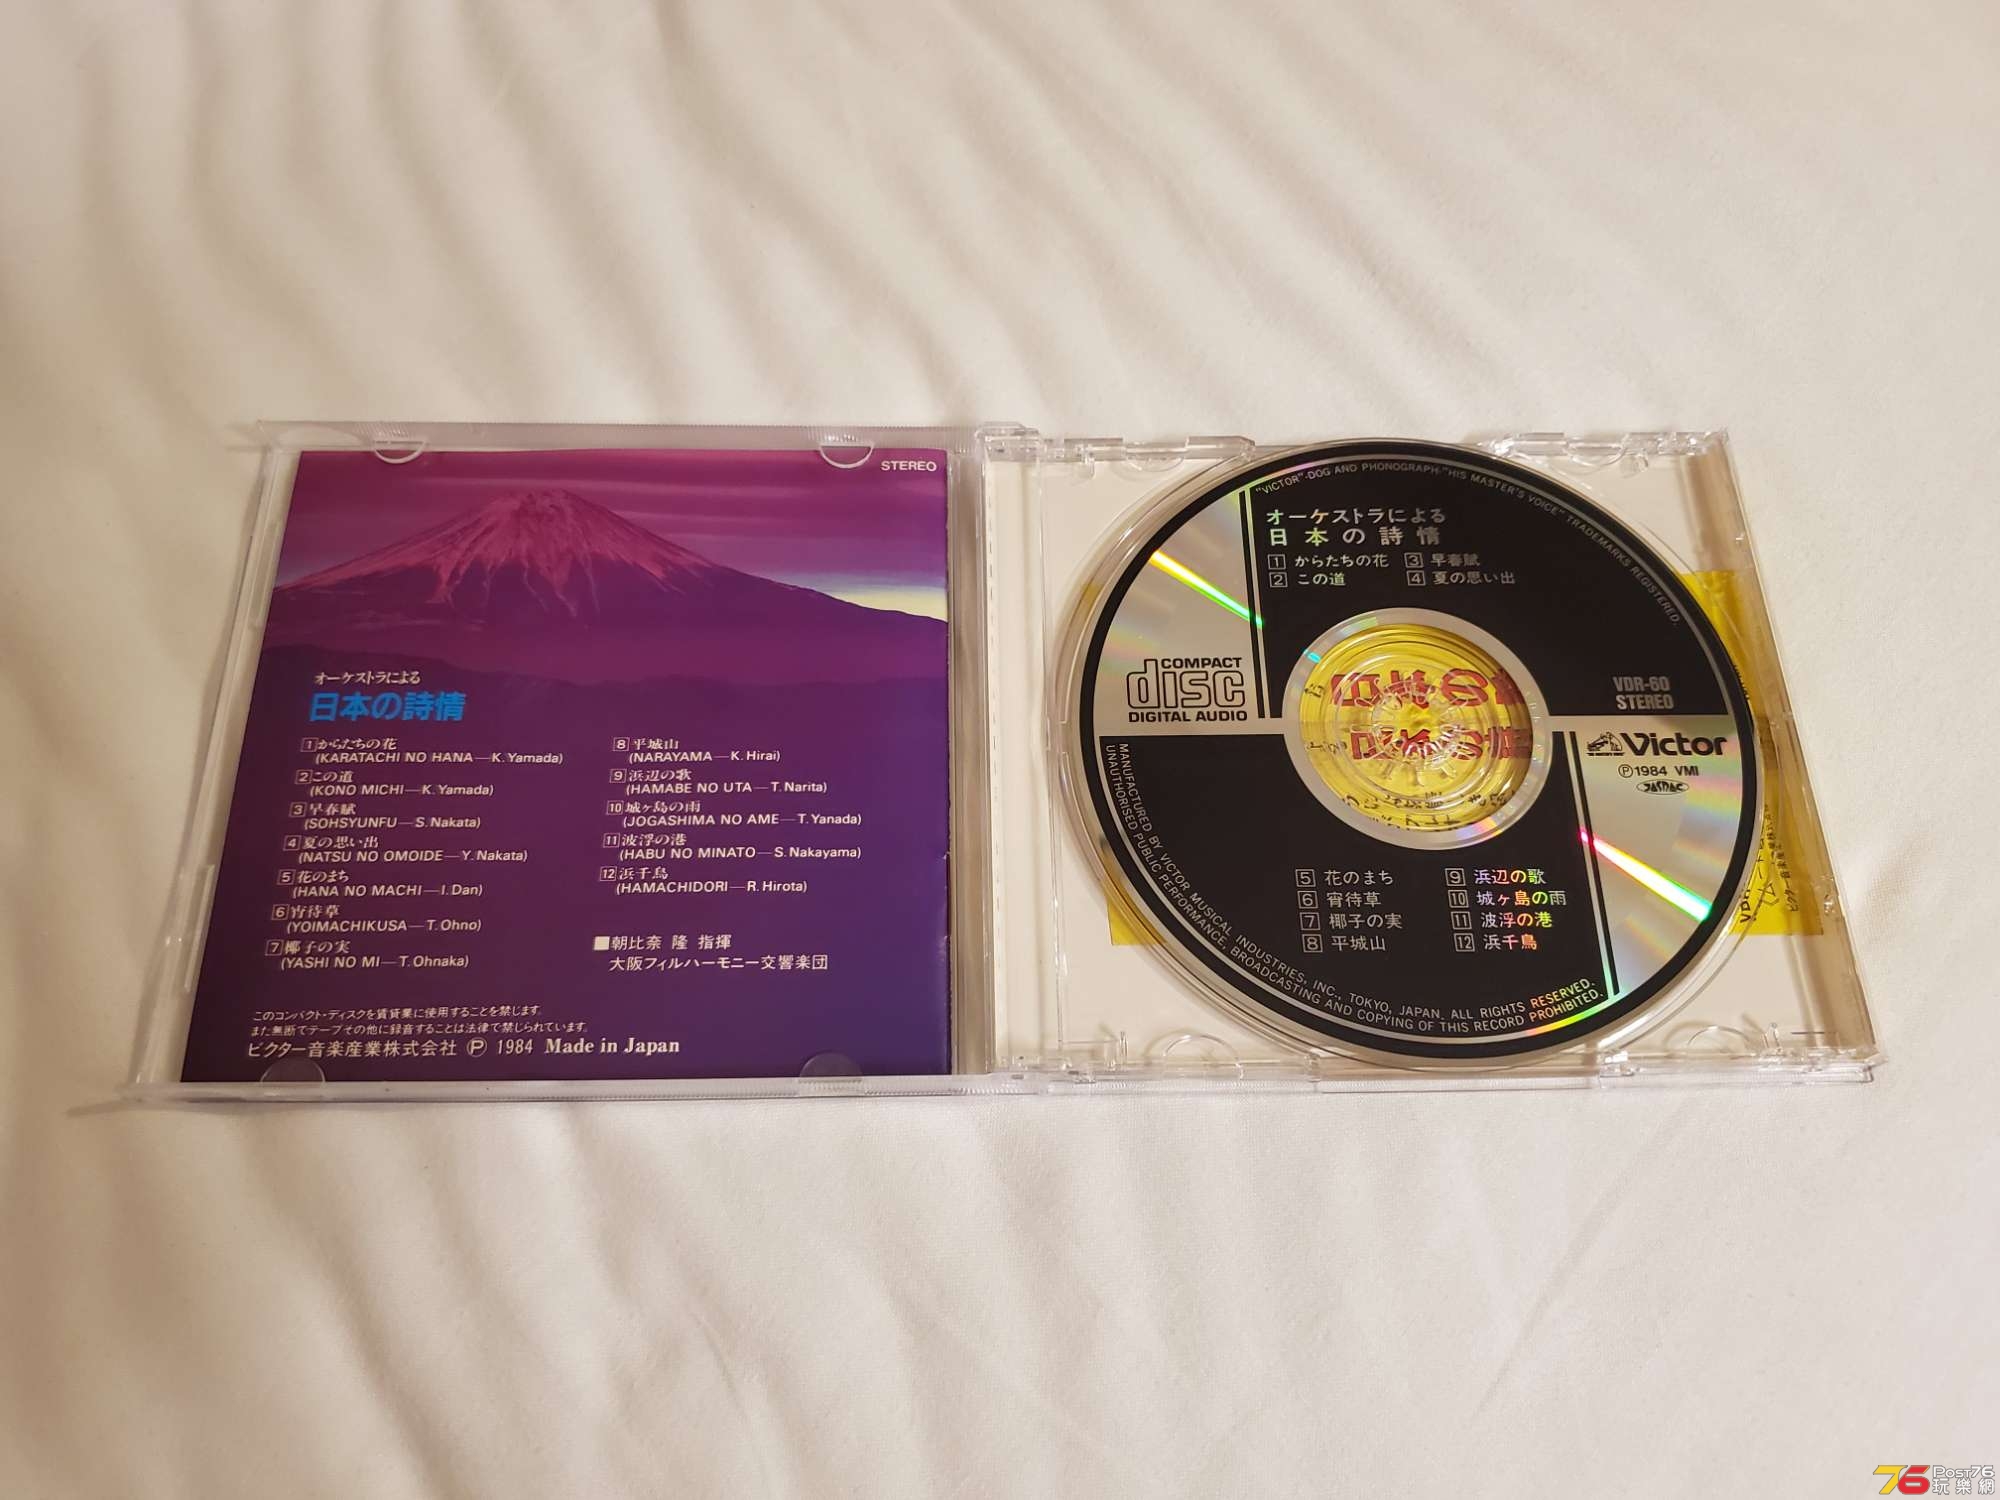 STEREO
オーケストラによる
日本の詩情
1 からたちの花
(KARATACHI NO HANA—K. Yamada)
2 この道
(KONO MICHI—K. Yamada)
3 早春賦
(SOHSYUNFU—S. Nakata)
4 夏の思い出
(NATSU NO OMOIDE—Y. Nakata)
5 花のまち
(HANA NO MACHI—I. Dan)
6 宵待草
(YOIMACHIKUSA—T. Ohno)
7 椰子の実
(YASHI NO MI—T. Ohnaka)
8 平城山
(NARAYAMA—K. Hirai)
9 浜辺の歌
(HAMABE NO UTA—T. Narita)
10 城ヶ島の雨
(JOGASHIMA NO AME—T. Yanada)
11 波浮の港
(HABU NO MINATO—S. Nakayama)
12 浜千鳥
(HAMACHIDORI—R. Hirota)
■朝比奈 隆 指揮
大阪フィルハーモニー交響楽団
このコンパクト・ディスクを賃貸業に使用することを禁じます。
また無断でテープその他に録音することは法律で禁じられています。
ビクター音楽産業株式会社 Ⓟ 1984 Made in Japan
"VICTOR"-DOG AND PHONOGRAPH-"HIS MASTER'S VOICE" TRADEMARKS REGISTERED.
オーケストラによる
日本の詩情
1 からたちの花 3 早春賦
2 この道 4 夏の思い出
COMPACT
disc
DIGITAL AUDIO
VDR-60
STEREO
Victor
Ⓟ1984 VMI
JASRAC
5 花のまち 9 浜辺の歌
6 宵待草 10 城ヶ島の雨
7 椰子の実 11 波浮の港
8 平城山 12 浜千鳥
MANUFACTURED BY VICTOR MUSICAL INDUSTRIES, INC., TOKYO, JAPAN. ALL RIGHTS RESERVED.
UNAUTHORISED PUBLIC PERFORMANCE, BROADCASTING AND COPYING OF THIS RECORD PROHIBITED.
76 Post76
玩樂網